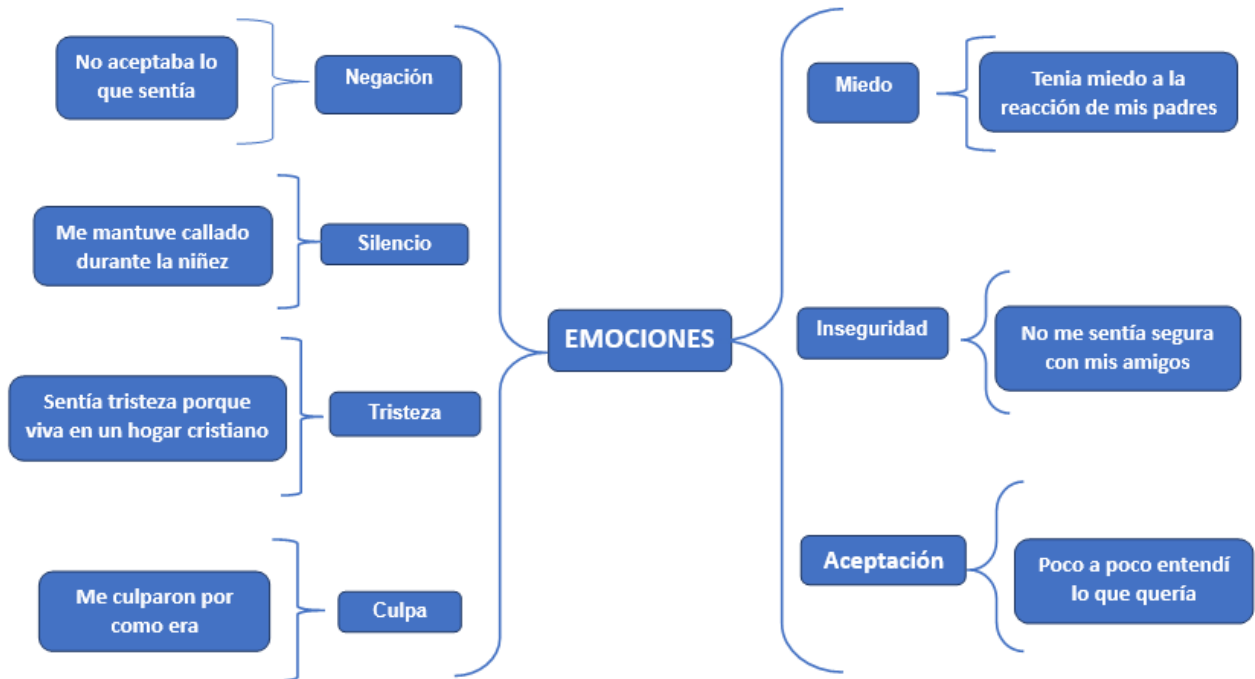 No aceptaba lo
que sentía
Negación
Me mantuve callado
durante la niñez
Silencio
Sentía tristeza porque
viva en un hogar cristiano
Tristeza
Me culparon por
como era
Culpa
EMOCIONES
Miedo
Tenia miedo a la
reacción de mis padres
Inseguridad
No me sentía segura
con mis amigos
Aceptación
Poco a poco entendí
lo que quería